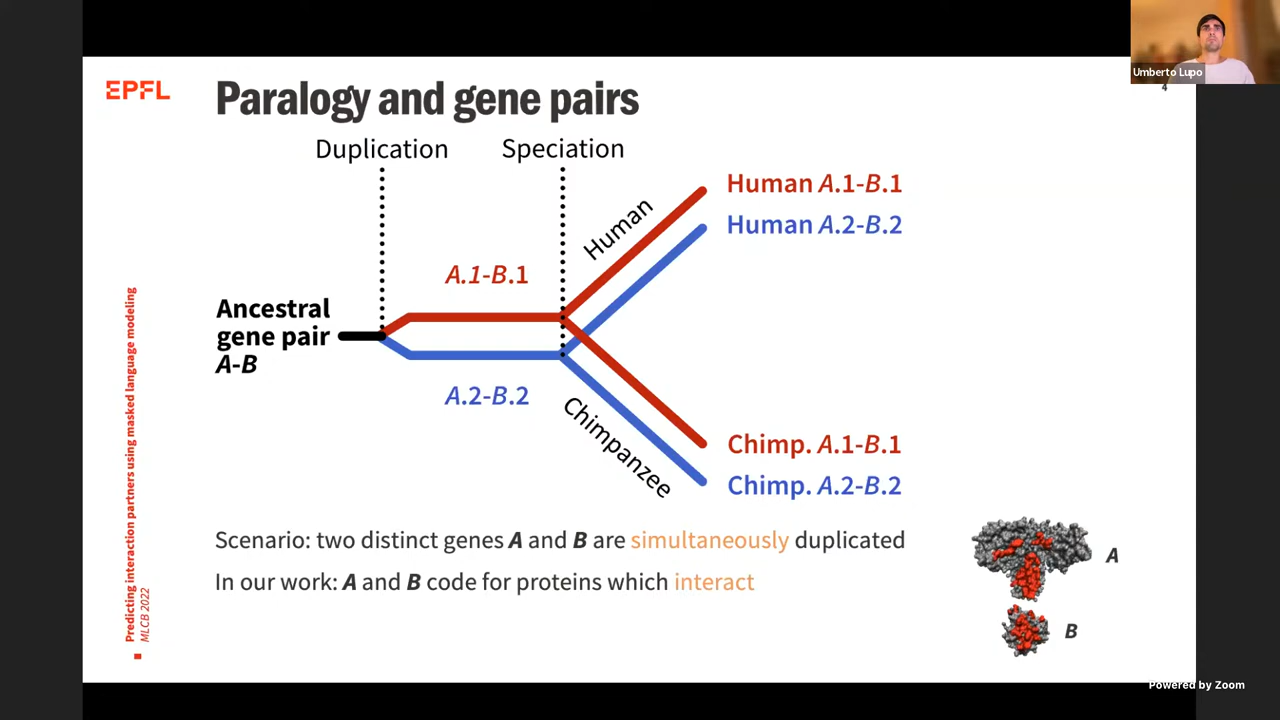 Umberto Lupo
4
EPFL
Paralogy and gene pairs
Duplication
Speciation
Human
Human A.1-B.1
Human A.2-B.2
A.1-B.1
Ancestral
gene pair
A-B
A.2-B.2
Chimpanzee
Chimp. A.1-B.1
Chimp. A.2-B.2
Scenario: two distinct genes A and B are simultaneously duplicated
In our work: A and B code for proteins which interact
A
B
Predicting interaction partners using masked language modeling
MLCB 2022
Powered by Zoom